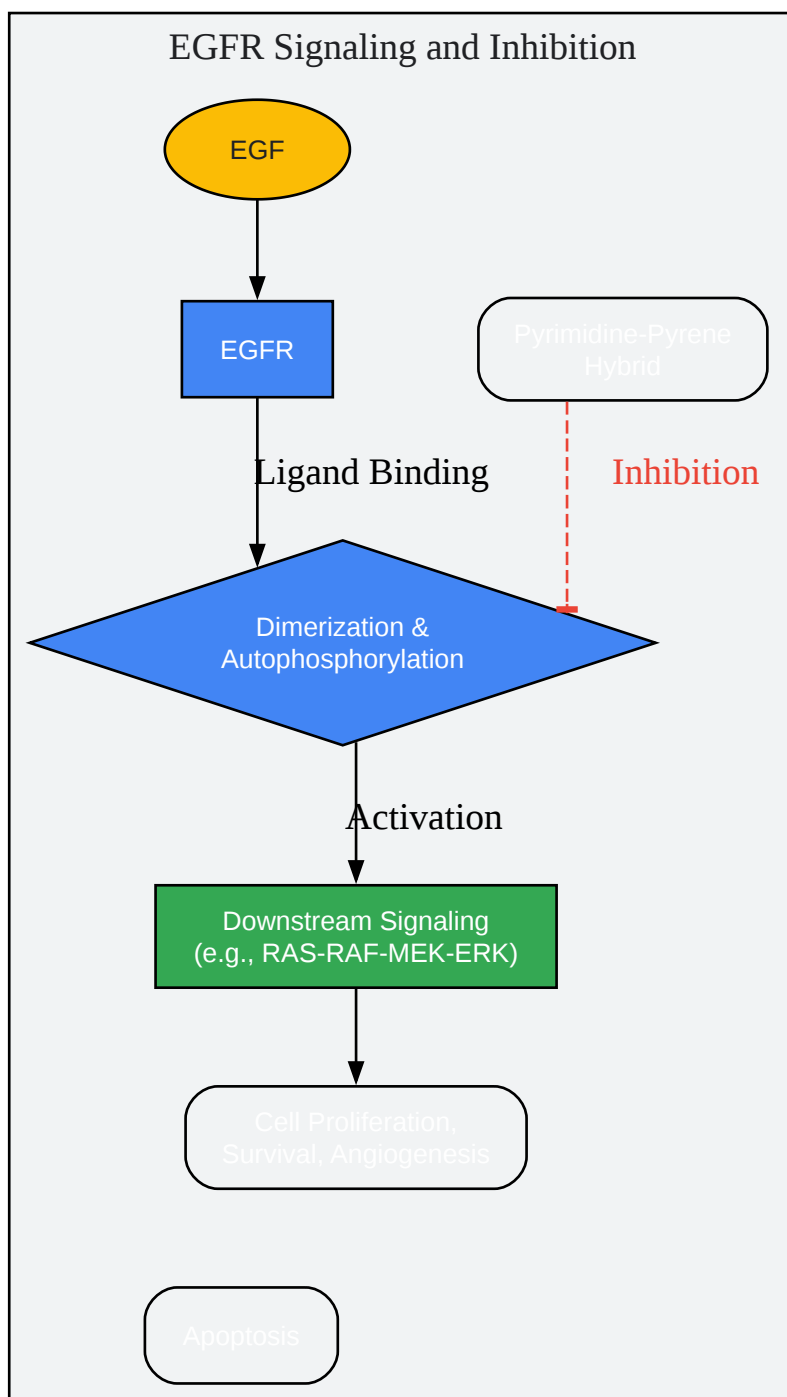 EGFR Signaling and Inhibition
EGF
EGFR
Pyrimidine-Pyrene
Hybrid
Ligand Binding
Inhibition
Dimerization &
Autophosphorylation
Activation
Downstream Signaling
(e.g., RAS-RAF-MEK-ERK)
Cell Proliferation,
Survival, Angiogenesis
Apoptosis